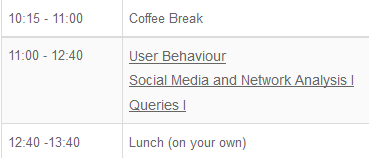 10:15 - 11:00 Coffee Break
11:00 - 12:40 User Behaviour
Social Media and Network Analysis I
Queries I
12:40 -13:40 Lunch (on your own)